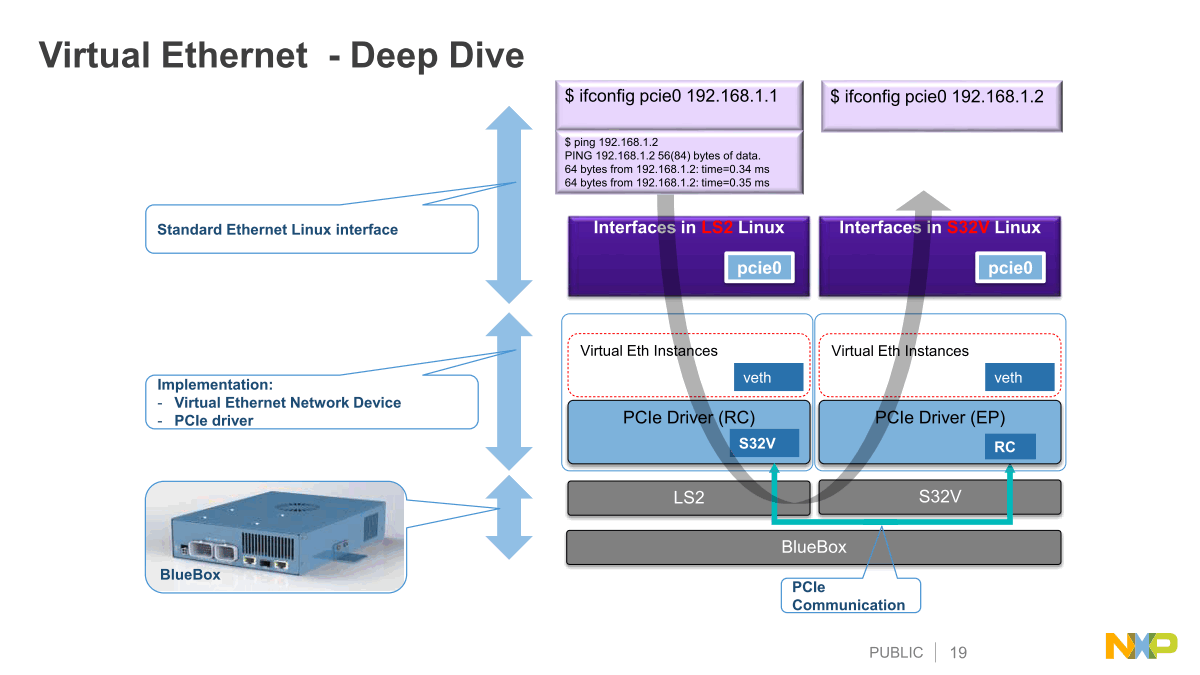 Virtual Ethernet - Deep Dive
$ ifconfig pcie0 192.168.1.1
$ ifconfig pcie0 192.168.1.2
$ ping 192.168.1.2
PING 192.168.1.2 56(84) bytes of data.
64 bytes from 192.168.1.2: time=0.34 ms
64 bytes from 192.168.1.2: time=0.35 ms
Standard Ethernet Linux interface
Interfaces in LS2 Linux
pcie0
Interfaces in S32V Linux
pcie0
Implementation:
- Virtual Ethernet Network Device
- PCIe driver
Virtual Eth Instances
veth
Virtual Eth Instances
veth
PCIe Driver (RC)
S32V
PCIe Driver (EP)
RC
LS2
S32V
BlueBox
BlueBox
PCIe
Communication
PUBLIC
19
NXP